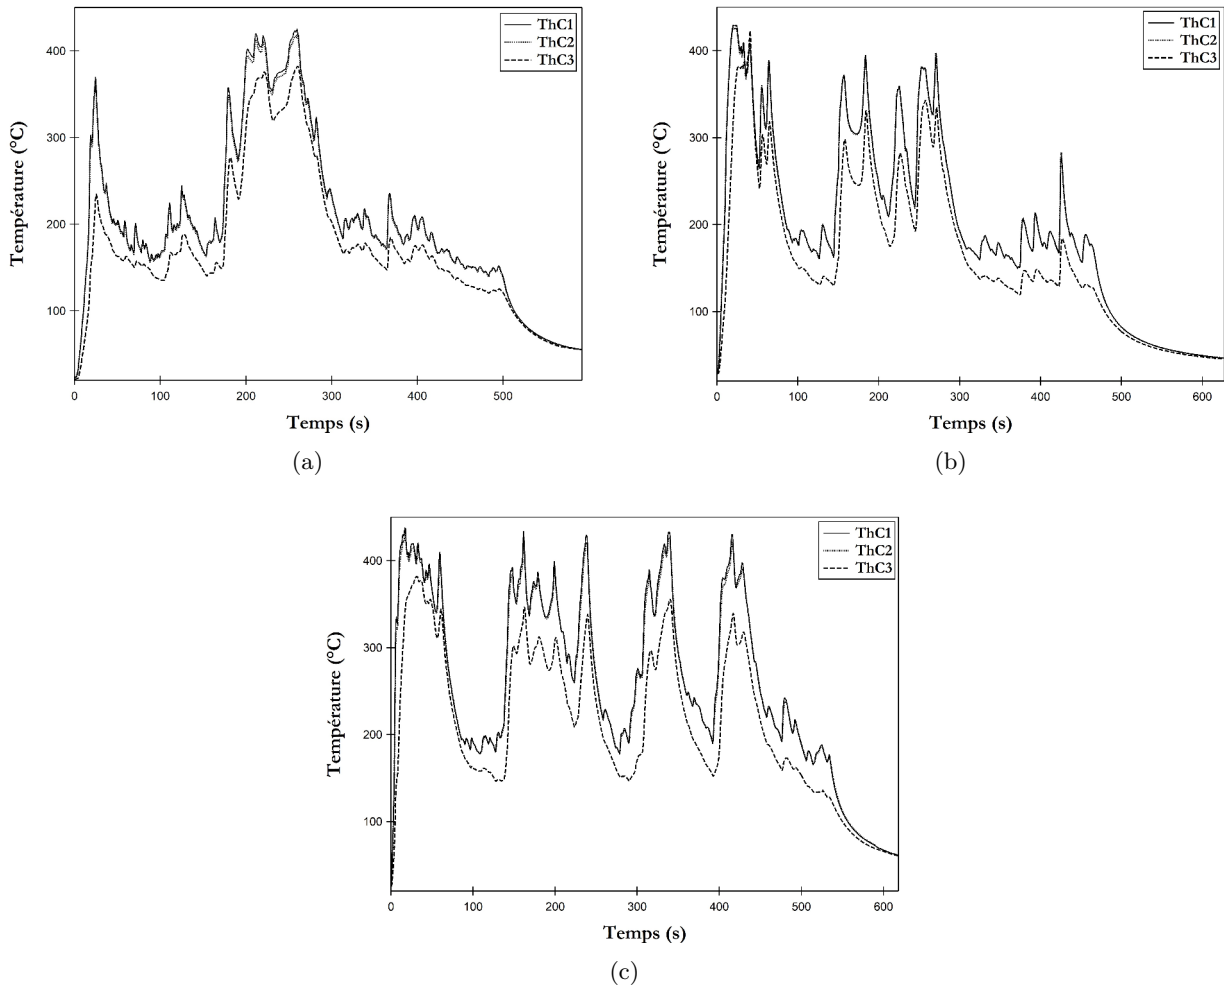 ThC1
ThC2
ThC3
400
300
200
100
Température (°C)
0 100 200 300 400 500
Temps (s)
(a)
ThC1
ThC2
ThC3
400
300
200
100
Température (°C)
0 100 200 300 400 500 600
Temps (s)
(b)
ThC1
ThC2
ThC3
400
300
200
100
Température (°C)
0 100 200 300 400 500 600
Temps (s)
(c)